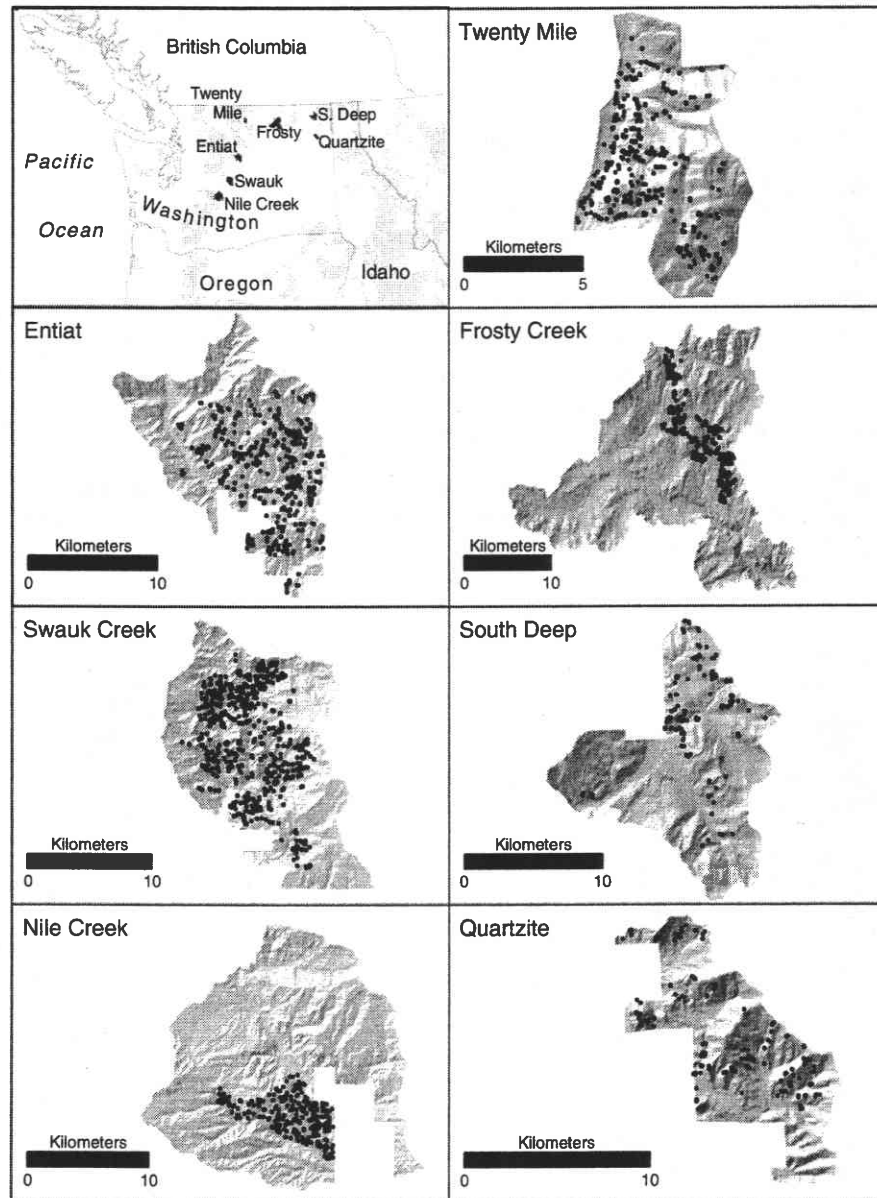 British Columbia
Twenty
Mile
S. Deep
Frosty
Quartzite
Entiat
Pacific
Swauk
Nile Creek
Washington
Ocean
Oregon
Idaho
Twenty Mile
Kilometers
0 5
Entiat
Kilometers
0 10
Frosty Creek
Kilometers
0 10
Swauk Creek
Kilometers
0 10
South Deep
Kilometers
0 10
Nile Creek
Kilometers
0 10
Quartzite
Kilometers
0 10